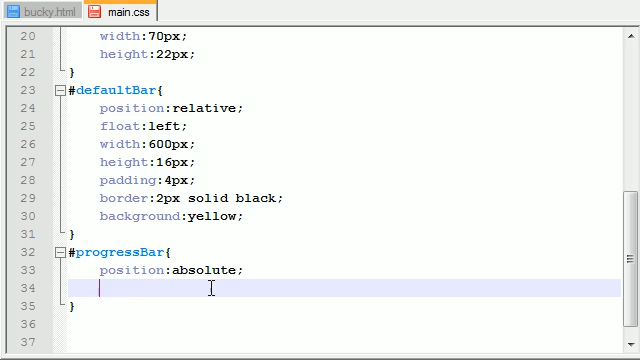 bucky.html main.css
20 width:70px;
21 height:22px;
22 }
23 #defaultBar{
24 position:relative;
25 float:left;
26 width:600px;
27 height:16px;
28 padding:4px;
29 border:2px solid black;
30 background:yellow;
31 }
32 #progressBar{
33 position:absolute;
34
35 }
36
37